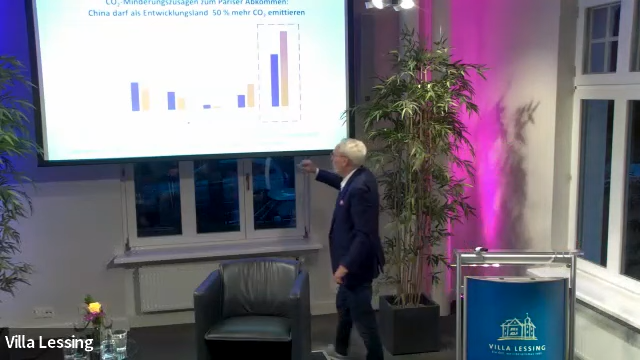 CO₂-Minderungszusagen zum Pariser Abkommen:
China darf als Entwicklungsland 50 % mehr CO₂ emittieren
VILLA LESSING
Villa Lessing